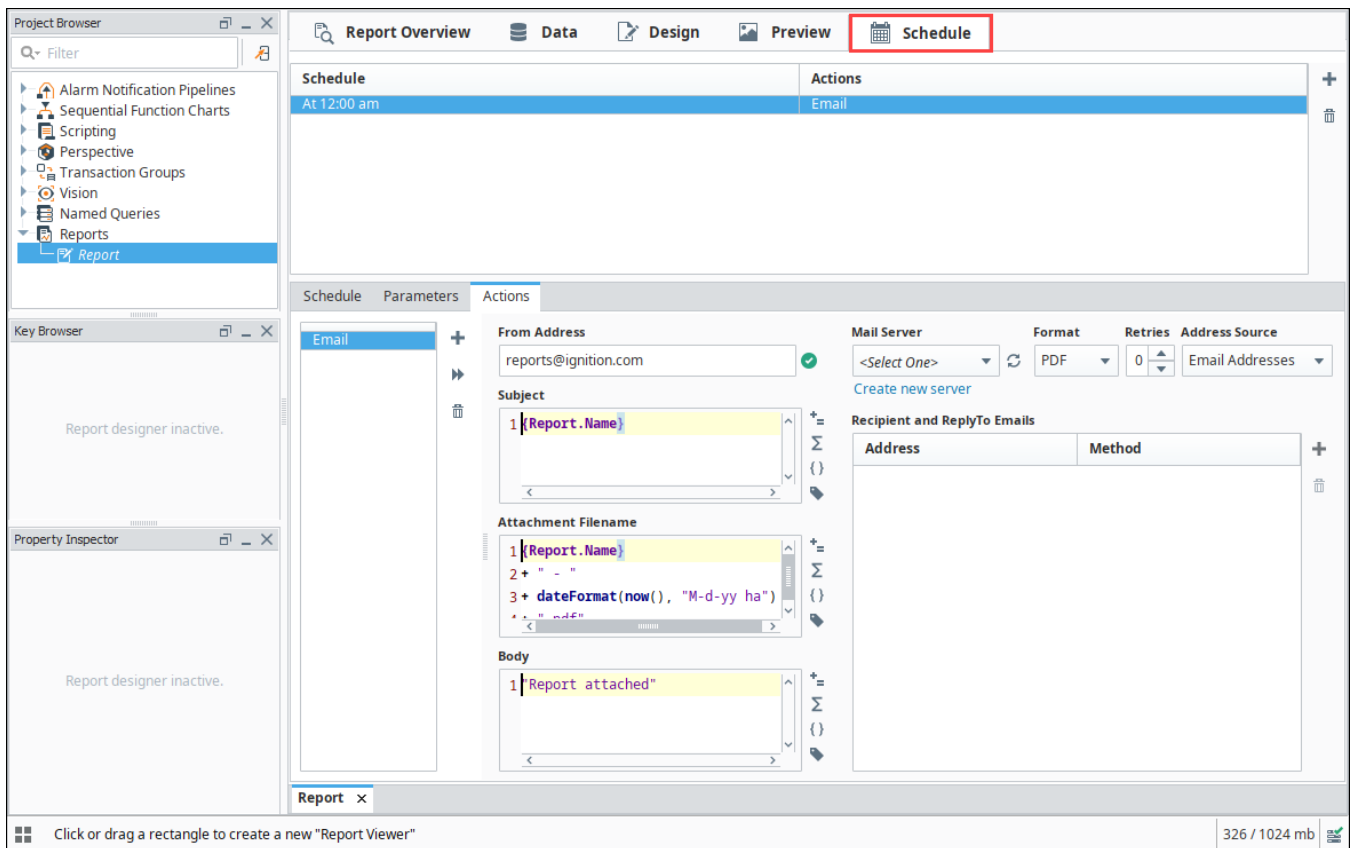 Project Browser
Filter
Alarm Notification Pipelines
Sequential Function Charts
Scripting
Perspective
Transaction Groups
Vision
Named Queries
Reports
Report
Key Browser
Report designer inactive.
Property Inspector
Report designer inactive.
Report Overview Data Design Preview Schedule
Schedule Actions
At 12:00 am Email
Schedule Parameters Actions
Email
From Address
reports@ignition.com
Subject
1 {Report.Name}
Attachment Filename
1 {Report.Name}
2 + " - "
3 + dateFormat(now(), "M-d-yy ha")
4 + ".pdf"
Body
1 "Report attached"
Mail Server Format Retries Address Source
<Select One> PDF 0 Email Addresses
Create new server
Recipient and ReplyTo Emails
Address Method
Report
Click or drag a rectangle to create a new "Report Viewer"
326 / 1024 mb